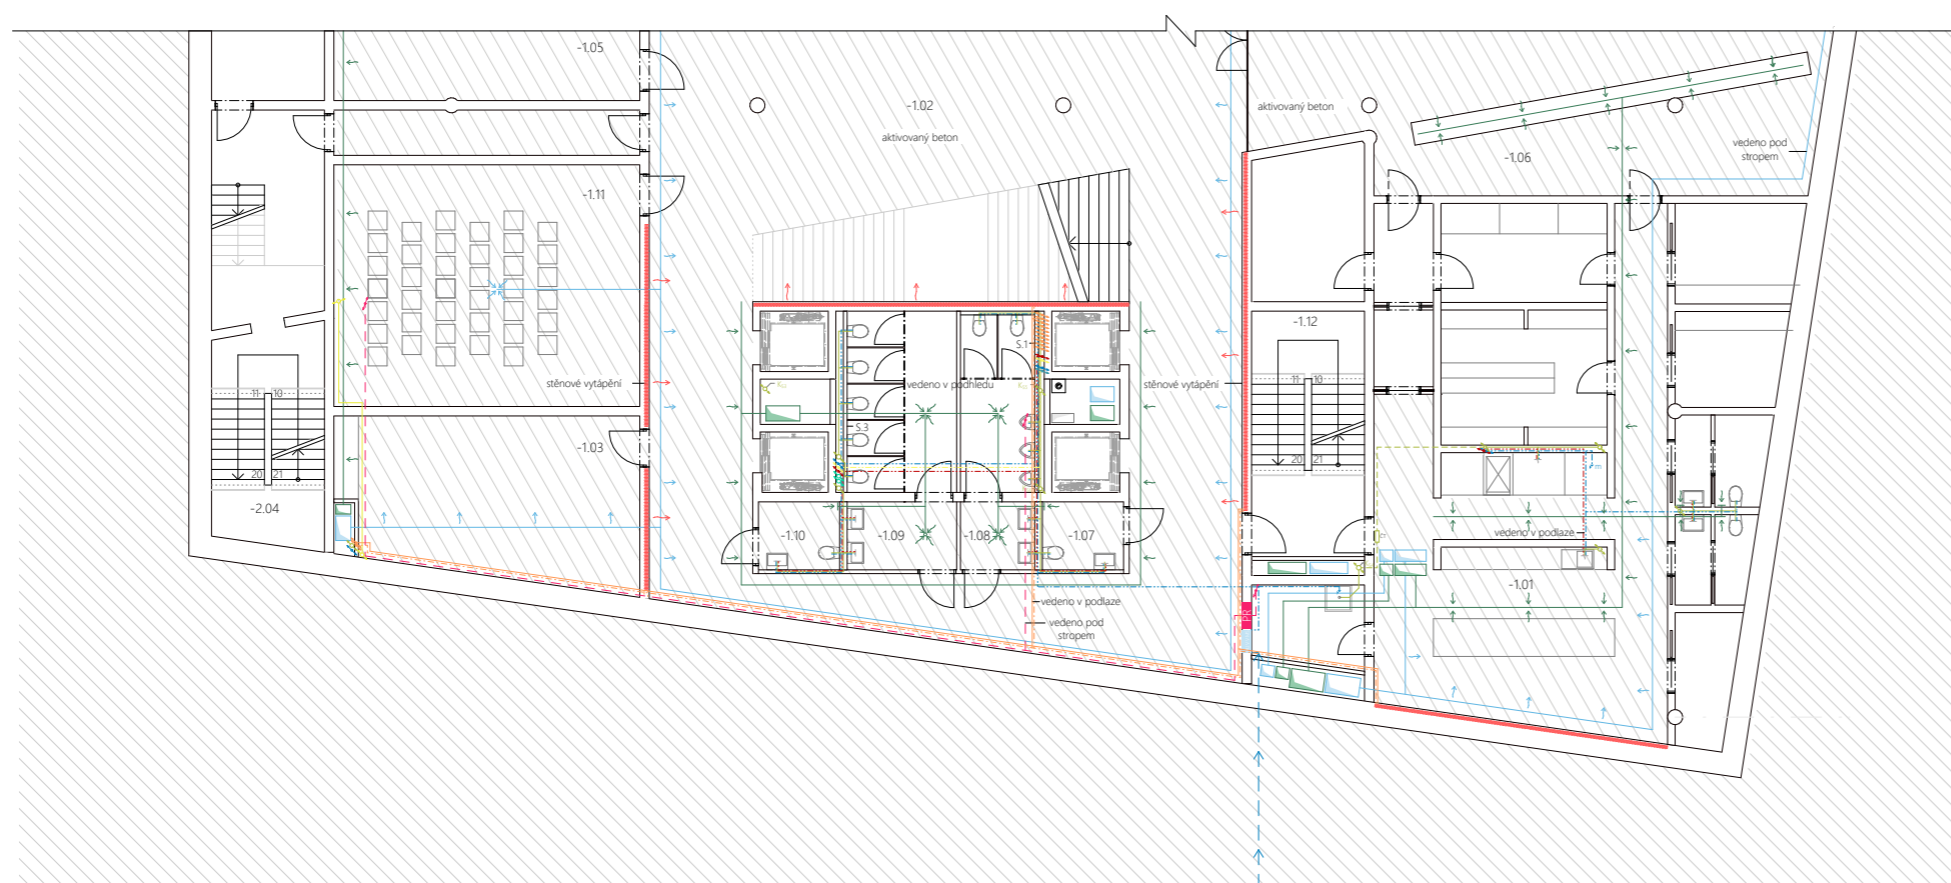 -1.05
-1.02
aktivovaný beton
aktivovaný beton
-1.06
vedeno pod
stropem
-1.11
-1.12
S.1
stěnové vytápění
vedeno v podhledu
stěnové vytápění
11 10
11 10
S.3
-1.03
20 21
20 21
-2.04
-1.10
-1.09
-1.08
-1.07
vedeno v podlaze
-1.01
vedeno v podlaze
vedeno pod
stropem